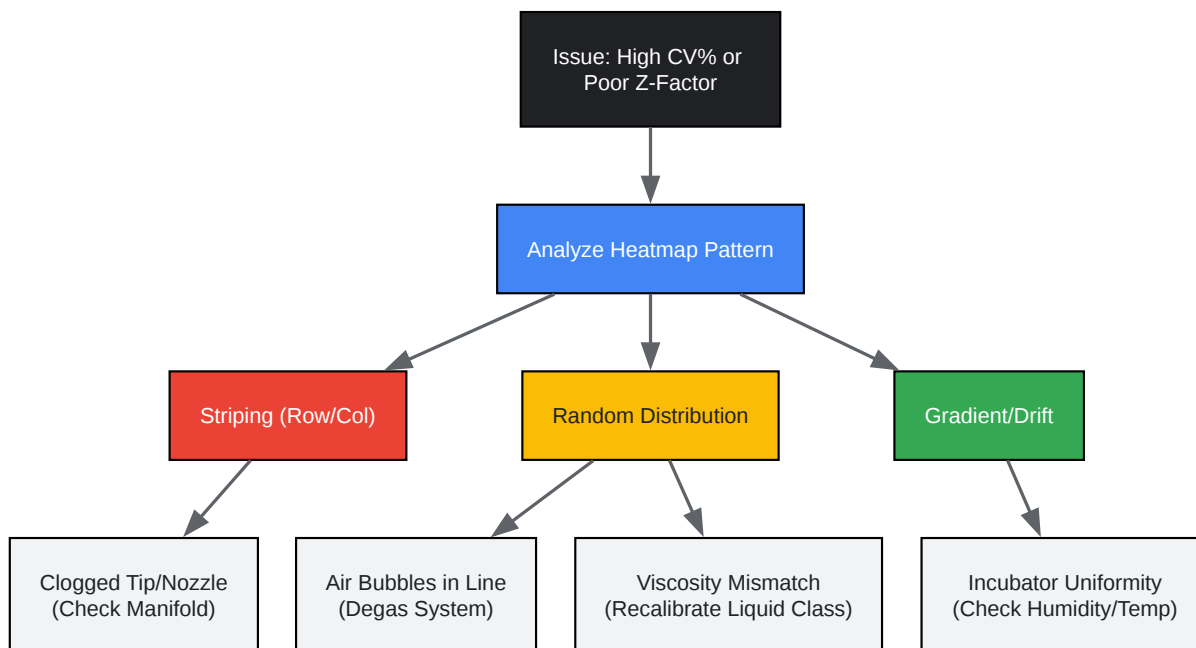 Issue: High CV% or
Poor Z-Factor
Analyze Heatmap Pattern
Striping (Row/Col)
Random Distribution
Gradient/Drift
Clogged Tip/Nozzle
(Check Manifold)
Air Bubbles in Line
(Degas System)
Viscosity Mismatch
(Recalibrate Liquid Class)
Incubator Uniformity
(Check Humidity/Temp)